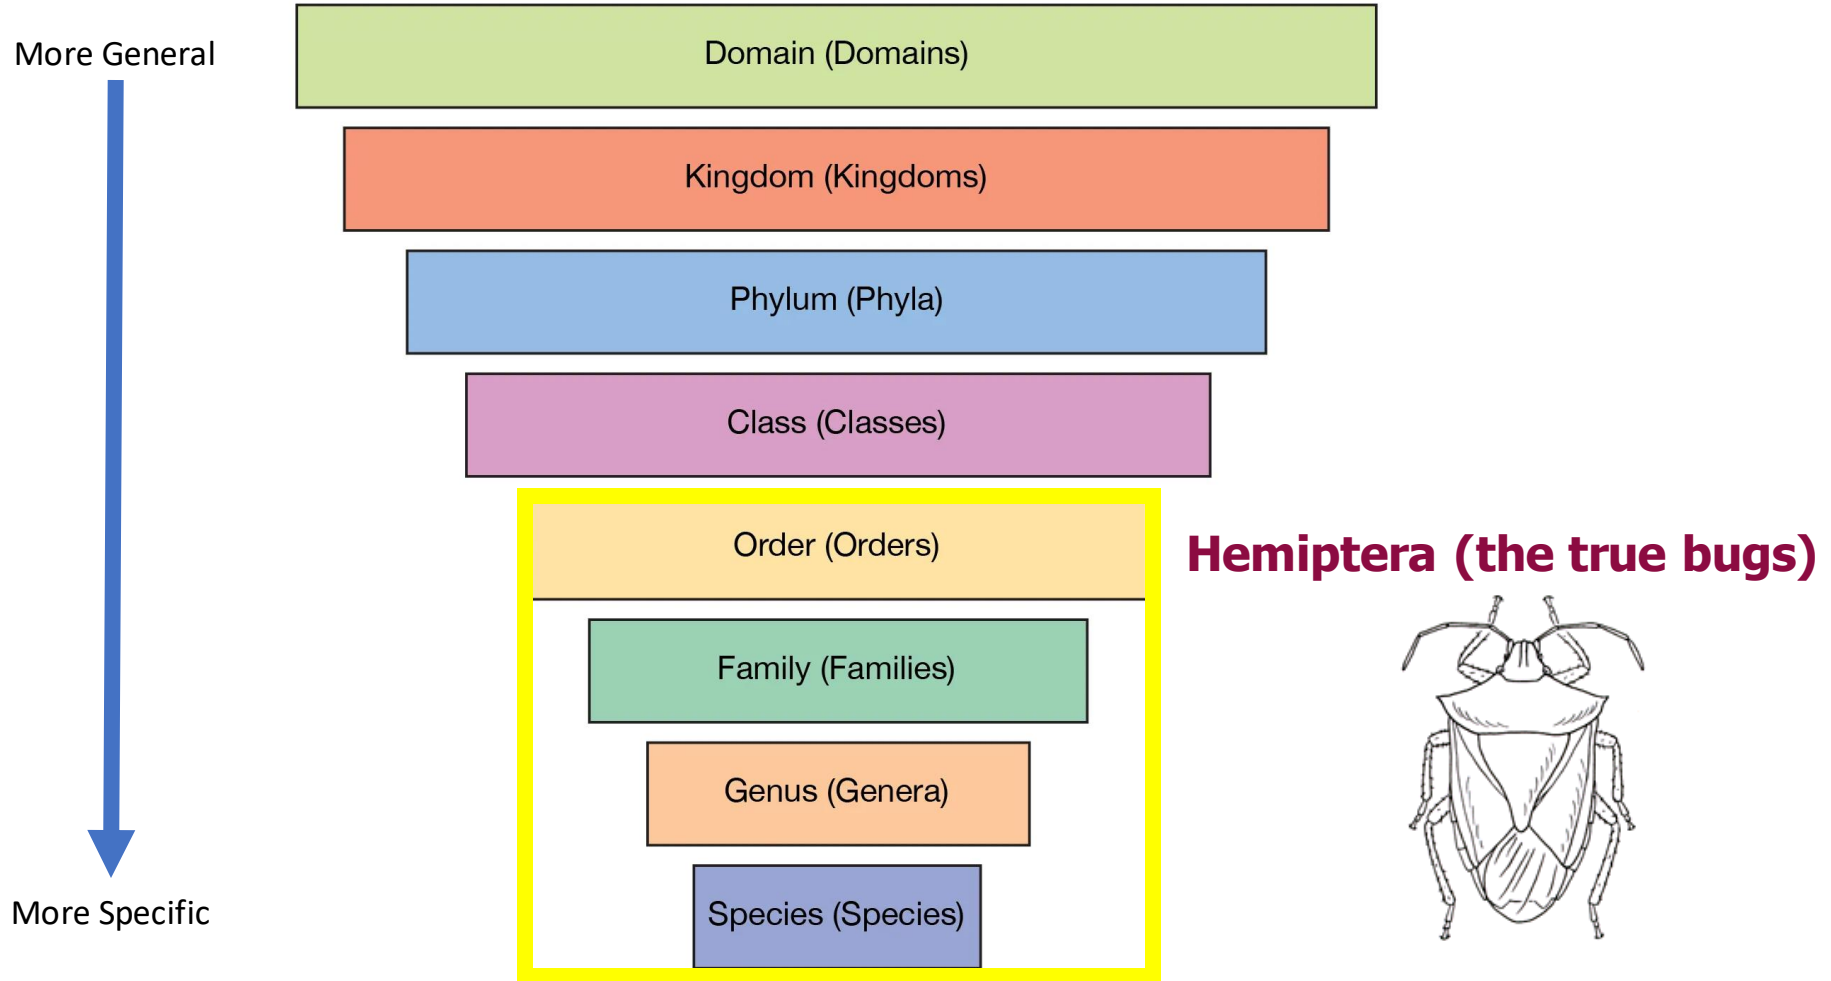 More General
Domain (Domains)
Kingdom (Kingdoms)
Phylum (Phyla)
Class (Classes)
Order (Orders)
Hemiptera (the true bugs)
Family (Families)
Genus (Genera)
Species (Species)
More Specific